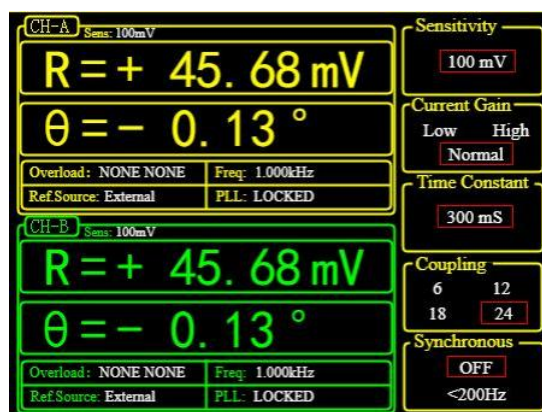 CH-A Sens: 100mV
R=+ 45.68 mV
θ=- 0.13 °
Overload: NONE NONE Freq: 1.000kHz
Ref.Source: External PLL: LOCKED
CH-B Sens: 100mV
R=+ 45.68 mV
θ=- 0.13 °
Overload: NONE NONE Freq: 1.000kHz
Ref.Source: External PLL: LOCKED
Sensitivity
100 mV
Current Gain
Low High
Normal
Time Constant
300 mS
Coupling
6 12
18 24
Synchronous
OFF
<200Hz